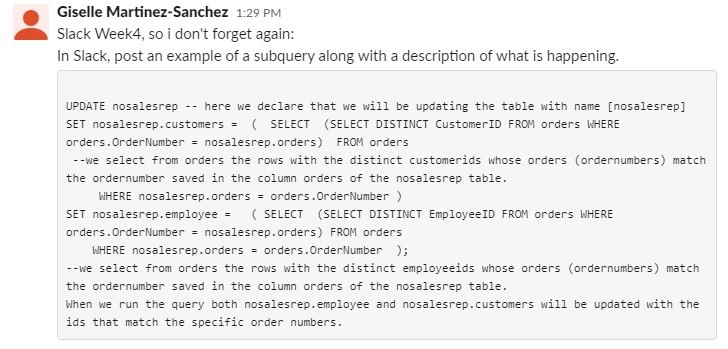 Giselle Martinez-Sanchez 1:29 PM
Slack Week4, so i don't forget again:
In Slack, post an example of a subquery along with a description of what is happening.
UPDATE nosalesrep -- here we declare that we will be updating the table with name [nosalesrep]
SET nosalesrep.customers = ( SELECT (SELECT DISTINCT CustomerID FROM orders WHERE
orders.OrderNumber = nosalesrep.orders) FROM orders
--we select from orders the rows with the distinct customerids whose orders (ordernumbers) match
the ordernumber saved in the column orders of the nosalesrep table.
WHERE nosalesrep.orders = orders.OrderNumber )
SET nosalesrep.employee = ( SELECT (SELECT DISTINCT EmployeeID FROM orders WHERE
orders.OrderNumber = nosalesrep.orders) FROM orders
WHERE nosalesrep.orders = orders.OrderNumber );
--we select from orders the rows with the distinct employeeids whose orders (ordernumbers) match
the ordernumber saved in the column orders of the nosalesrep table.
When we run the query both nosalesrep.employee and nosalesrep.customers will be updated with the
ids that match the specific order numbers.